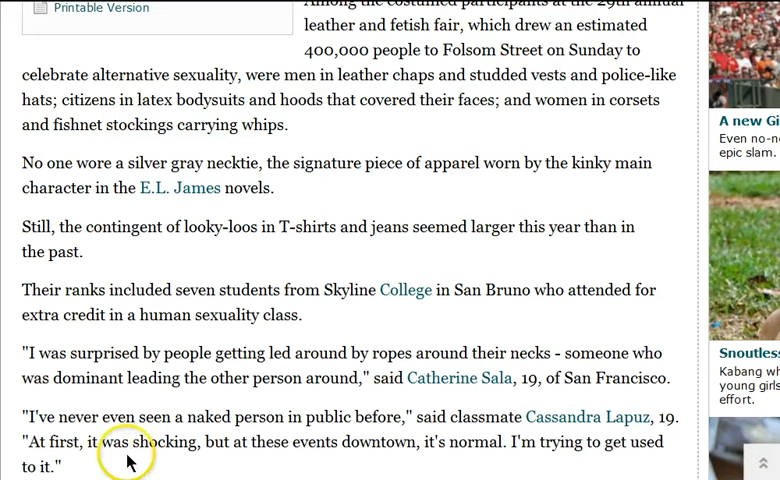 Printable Version
Among the costumed participants at the 29th annual
leather and fetish fair, which drew an estimated
400,000 people to Folsom Street on Sunday to
celebrate alternative sexuality, were men in leather chaps and studded vests and police-like
hats; citizens in latex bodysuits and hoods that covered their faces; and women in corsets
and fishnet stockings carrying whips.
No one wore a silver gray necktie, the signature piece of apparel worn by the kinky main
character in the E.L. James novels.
Still, the contingent of looky-loos in T-shirts and jeans seemed larger this year than in
the past.
Their ranks included seven students from Skyline College in San Bruno who attended for
extra credit in a human sexuality class.
"I was surprised by people getting led around by ropes around their necks - someone who
was dominant leading the other person around," said Catherine Sala, 19, of San Francisco.
"I've never even seen a naked person in public before," said classmate Cassandra Lapuz, 19.
"At first, it was shocking, but at these events downtown, it's normal. I'm trying to get used
to it."
A new Gi
Even no-n
epic slam.
Snoutless
Kabang wh
young girls
effort.